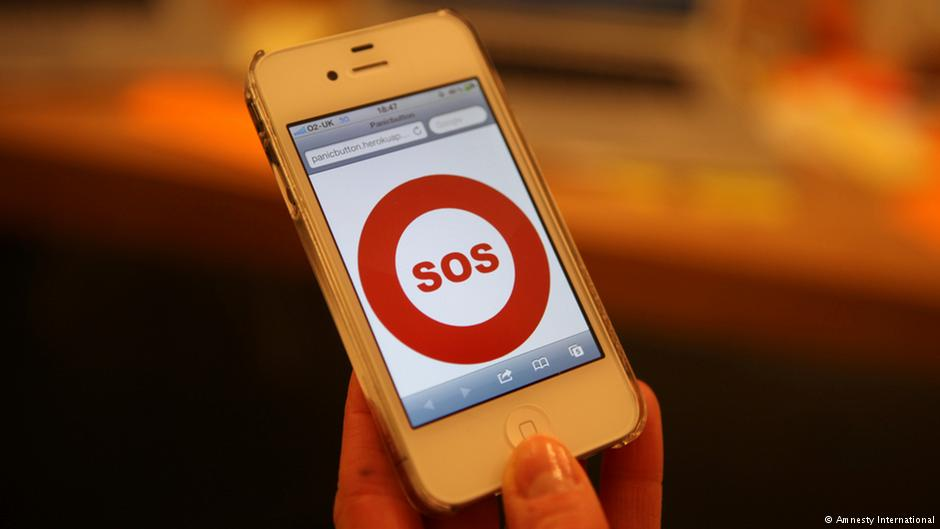 O2-UK 3G 18:47
Panicbutton
panicbutton.herokuap... Google
SOS
© Amnesty International